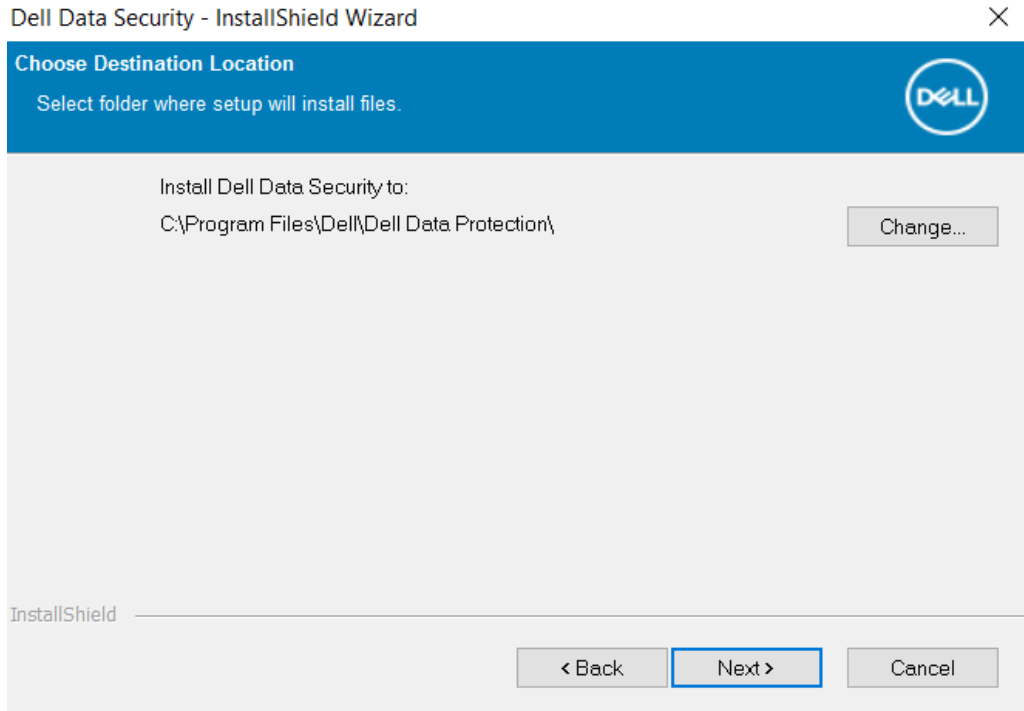 Dell Data Security - InstallShield Wizard
Choose Destination Location
Select folder where setup will install files.
DELL
Install Dell Data Security to:
C:\Program Files\Dell\Dell Data Protection\
Change...
InstallShield
< Back
Next >
Cancel